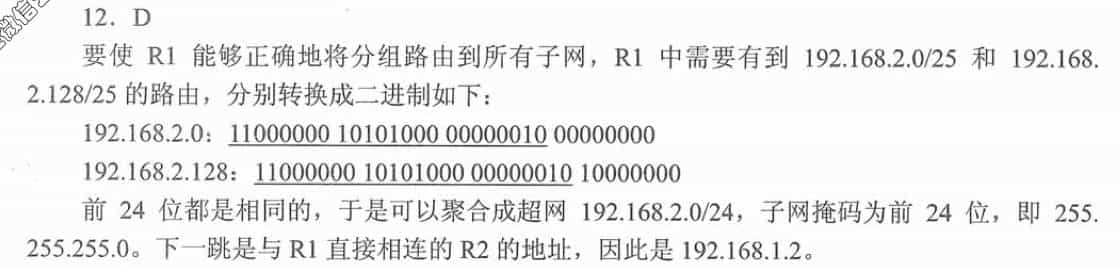 12. D
要使 R1 能够正确地将分组路由到所有子网，R1 中需要有到 192.168.2.0/25 和 192.168.
2.128/25 的路由，分别转换成二进制如下：
192.168.2.0：11000000 10101000 00000010 00000000
192.168.2.128：11000000 10101000 00000010 10000000
前 24 位都是相同的，于是可以聚合成超网 192.168.2.0/24，子网掩码为前 24 位，即 255.
255.255.0。下一跳是与 R1 直接相连的 R2 的地址，因此是 192.168.1.2。